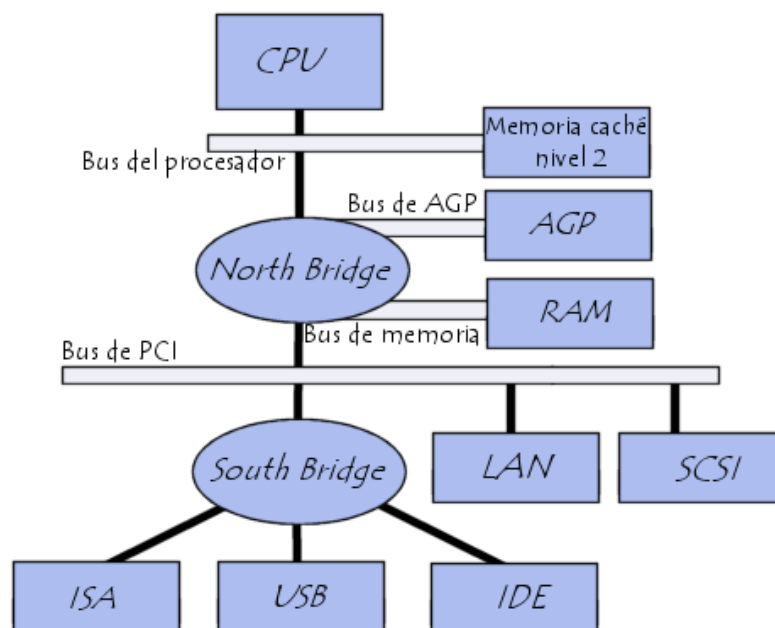 CPU
Memoria caché
nivel 2
Bus del procesador
Bus de AGP
AGP
North Bridge
RAM
Bus de memoria
Bus de PCI
South Bridge
LAN
SCSI
ISA
USB
IDE